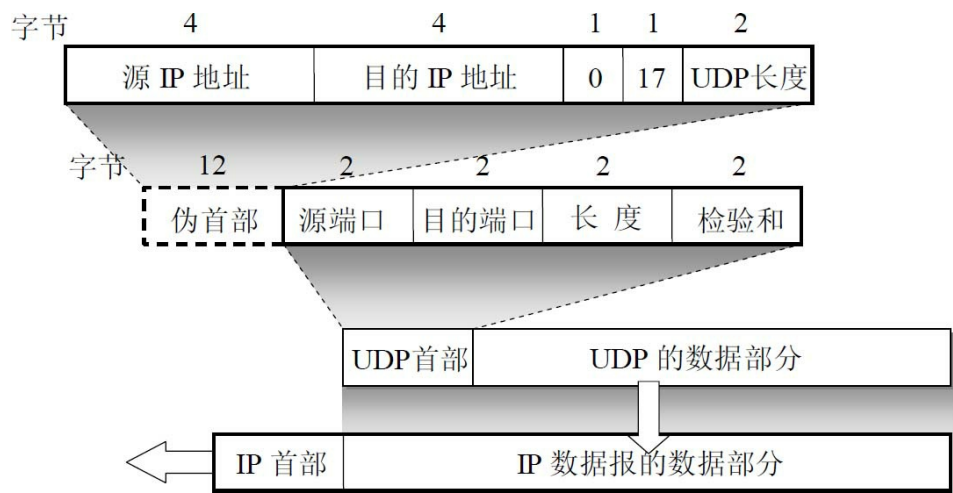 字节 4 4 1 1 2
源 IP 地址 目的 IP 地址 0 17 UDP长度
字节 12 2 2 2 2
伪首部 源端口 目的端口 长 度 检验和
UDP首部 UDP 的数据部分
IP 首部 IP 数据报的数据部分